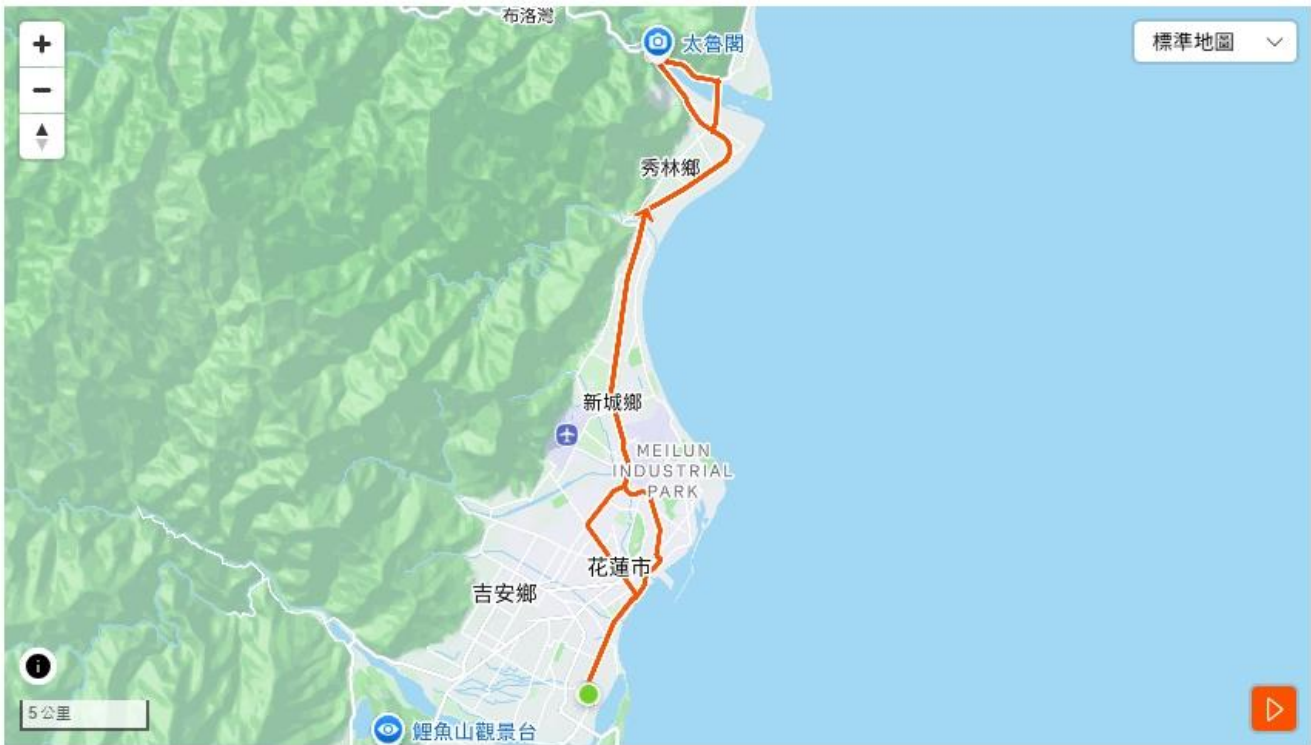 布洛灣
太魯閣
標準地圖
秀林鄉
新城鄉
MEILUN
INDUSTRIAL
PARK
花蓮市
吉安鄉
5 公里
鯉魚山觀景台